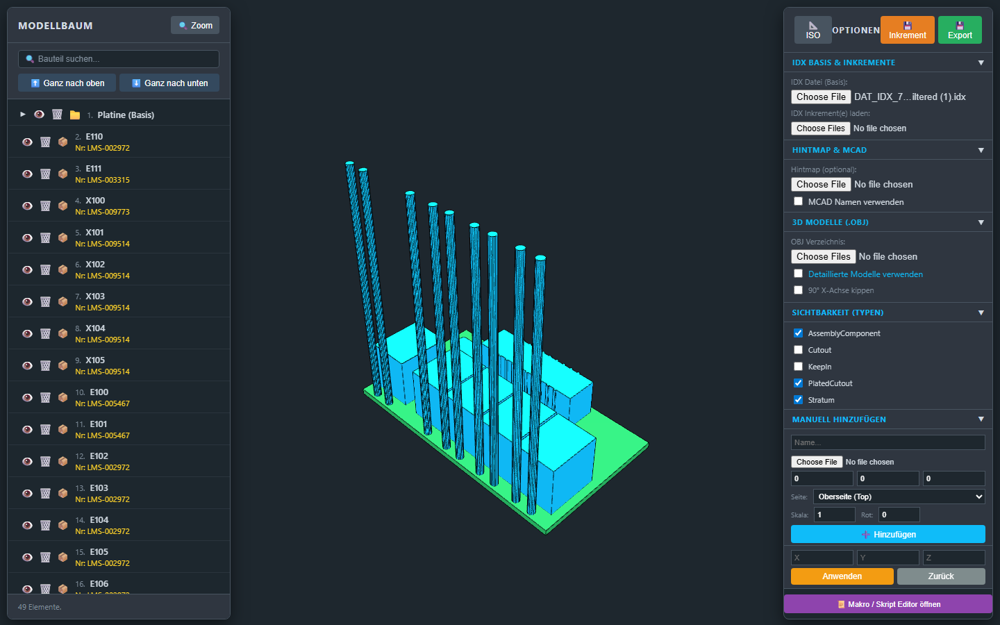 MODELLBAUM
Zoom
Bauteil suchen...
Ganz nach oben
Ganz nach unten
1. Platine (Basis)
2. E110
Nr: LMS-002972
3. E111
Nr: LMS-003315
4. X100
Nr: LMS-009773
5. X101
Nr: LMS-009514
6. X102
Nr: LMS-009514
7. X103
Nr: LMS-009514
8. X104
Nr: LMS-009514
9. X105
Nr: LMS-009514
10. E100
Nr: LMS-005467
11. E101
Nr: LMS-005467
12. E102
Nr: LMS-002972
13. E103
Nr: LMS-002972
14. E104
Nr: LMS-002972
15. E105
Nr: LMS-002972
16. E106
49 Elemente.
ISO
OPTIONEN
Inkrement
Export
IDX BASIS & INKREMENTE
IDX Datei (Basis):
Choose File DAT_IDX_7...iltered (1).idx
IDX Inkrement(e) laden:
Choose Files No file chosen
HINTMAP & MCAD
Hintmap (optional):
Choose File No file chosen
MCAD Namen verwenden
3D MODELLE (.OBJ)
OBJ Verzeichnis:
Choose Files No file chosen
Detaillierte Modelle verwenden
90° X-Achse kippen
SICHTBARKEIT (TYPEN)
AssemblyComponent
Cutout
KeepIn
PlatedCutout
Stratum
MANUELL HINZUFÜGEN
Name...
Choose File No file chosen
0 0 0
Seite: Oberseite (Top)
Skala: 1 Rot: 0
Hinzufügen
X Y Z
Anwenden Zurück
Makro / Skript Editor öffnen